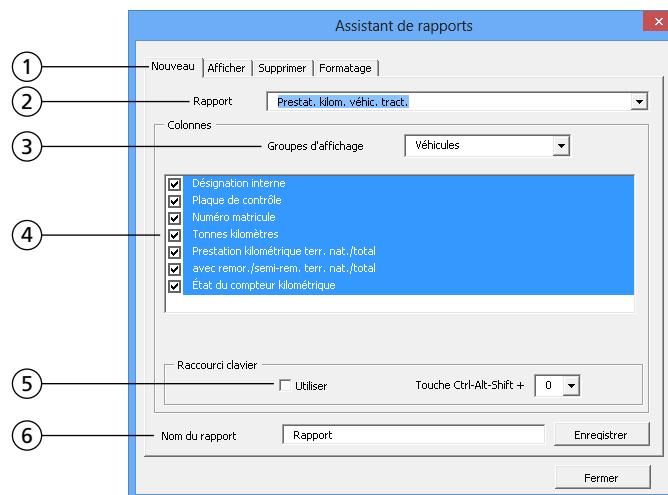 Assistant de rapports
×
1
Nouveau Afficher Supprimer Formatage
2
Rapport Prestat. kilom. véhic. tract.
Colonnes
3
Groupes d'affichage Véhicules
Désignation interne
Plaque de contrôle
Numéro matricule
4
Tonnes kilomètres
Prestation kilométrique terr. nat./total
avec remor./semi-rem. terr. nat./total
État du compteur kilométrique
Raccourci clavier
5
Utiliser Touche Ctrl-Alt-Shift + 0
6
Nom du rapport Rapport Enregistrer
Fermer